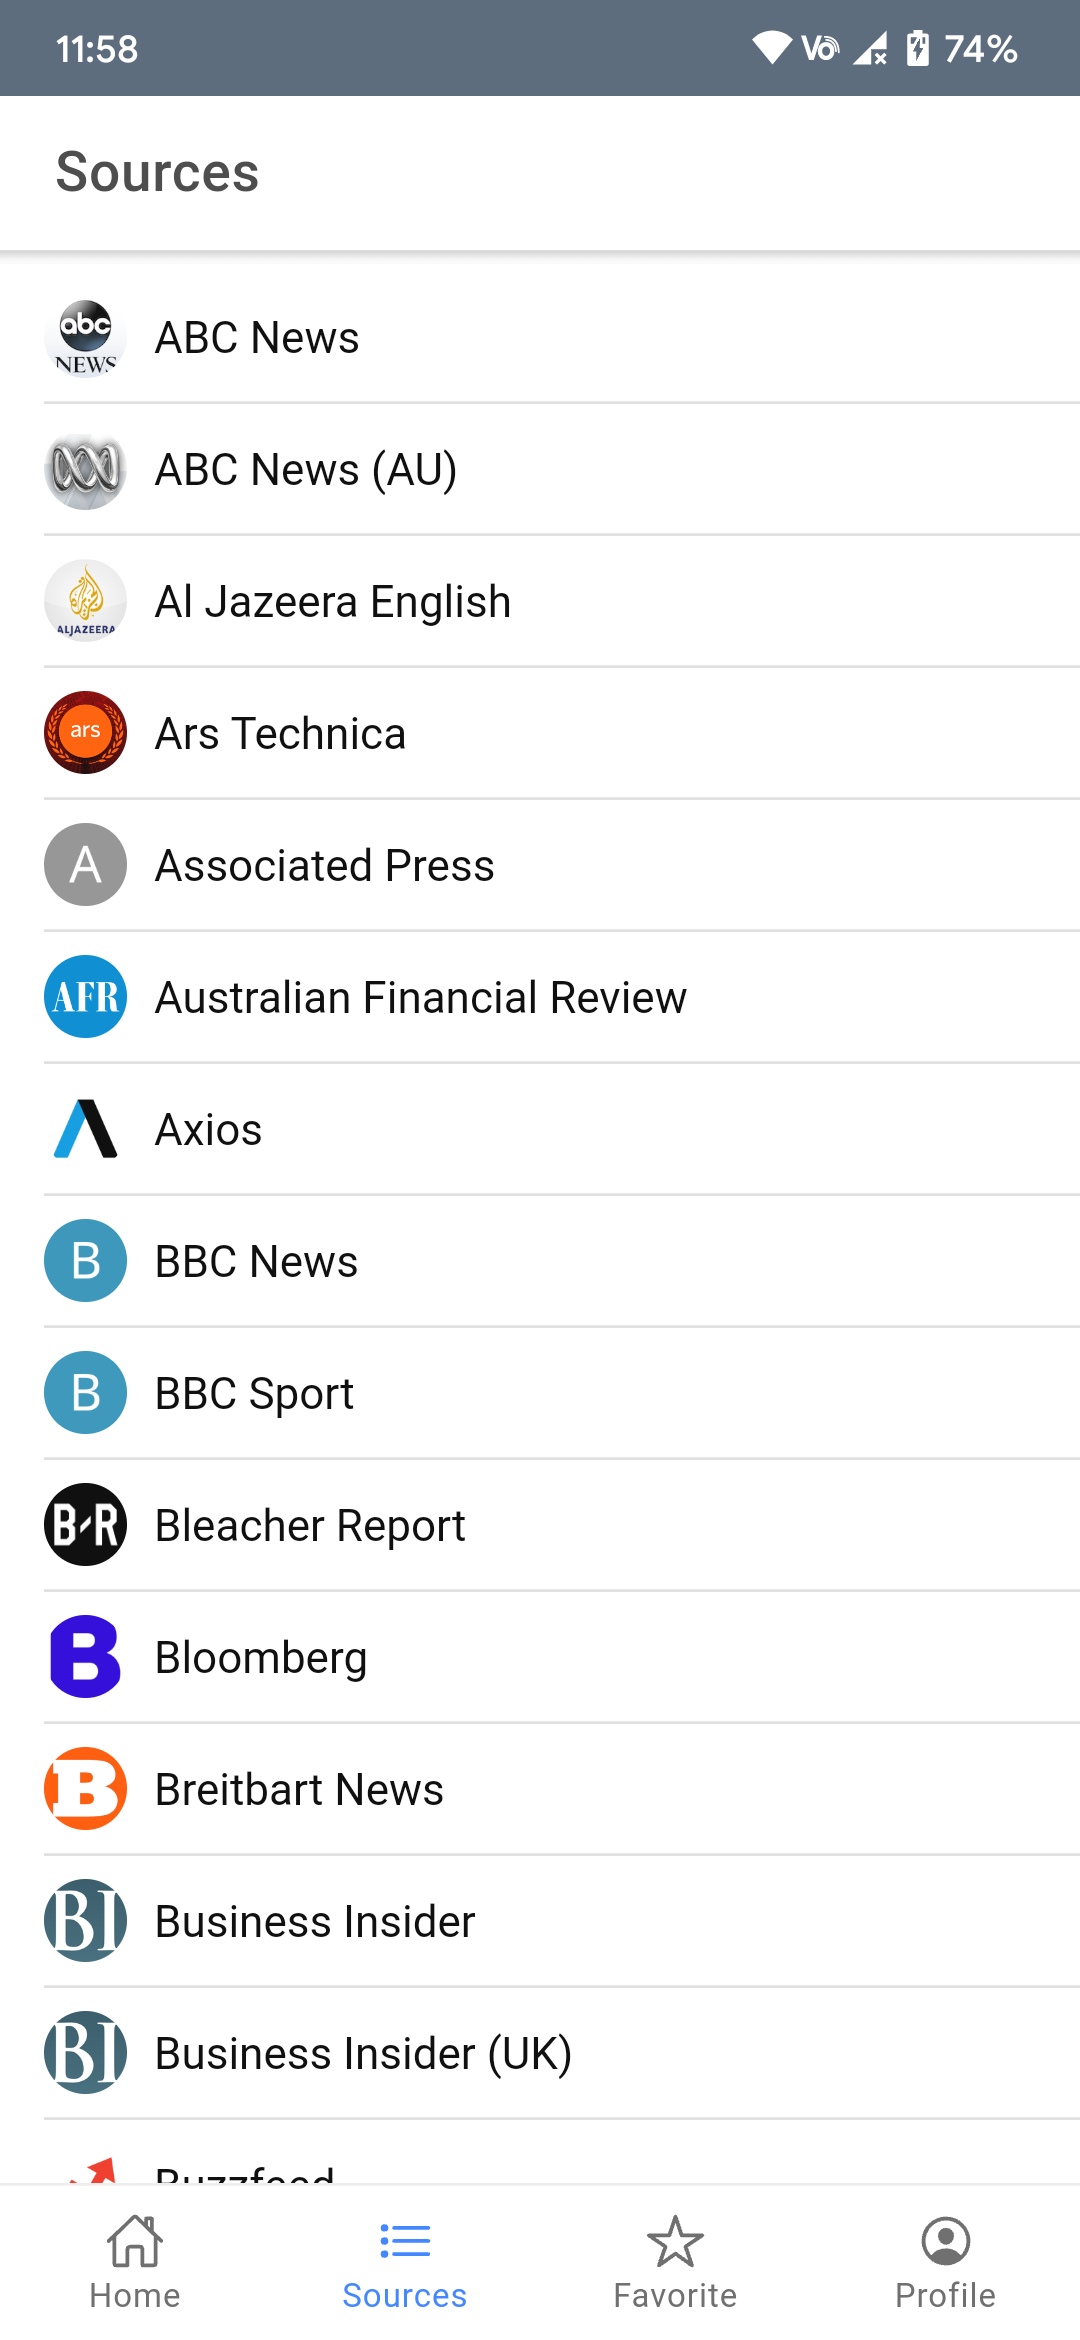 11:58 Vo 74%
Sources
abc
NEWS
ABC News
ABC News (AU)
ALJAZEERA
Al Jazeera English
ars
Ars Technica
A
Associated Press
AFR
Australian Financial Review
Axios
B
BBC News
B
BBC Sport
B-R
Bleacher Report
B
Bloomberg
B
Breitbart News
BI
Business Insider
BI
Business Insider (UK)
Buzzfeed
Home
Sources
Favorite
Profile